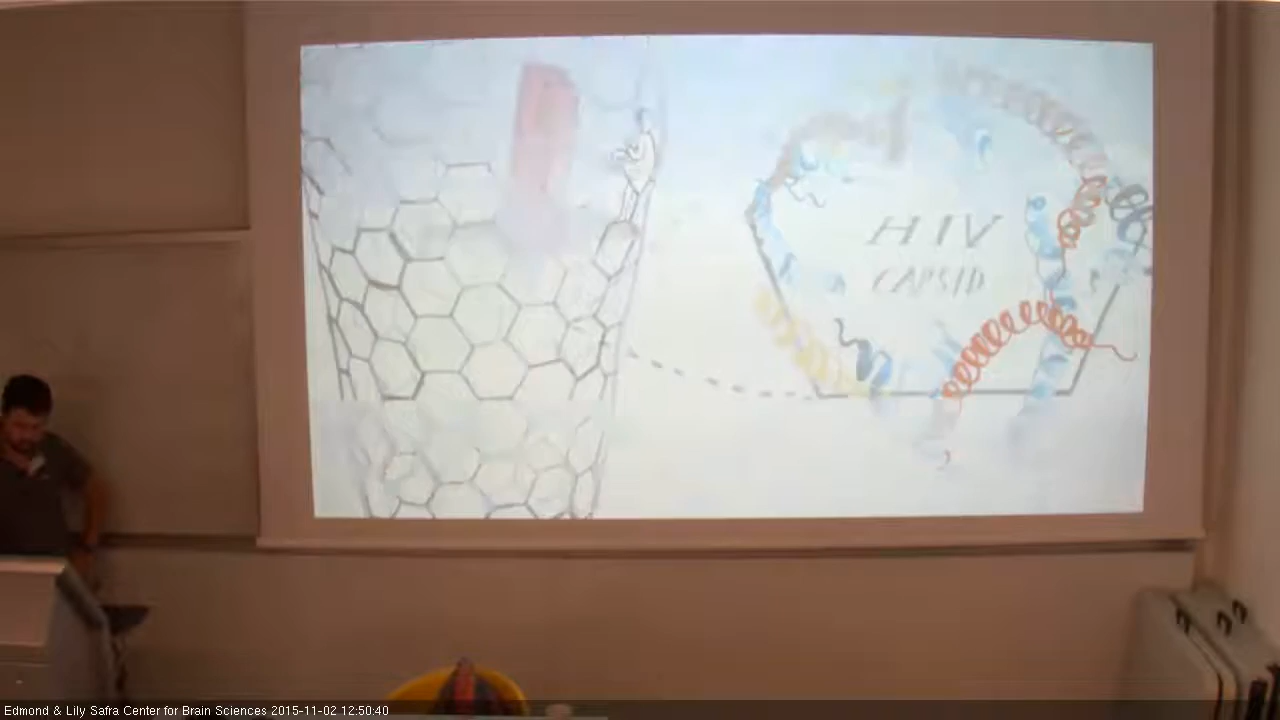 HIV
CAPSID
Edmond & Lily Safra Center for Brain Sciences 2015-11-02 12:50:40